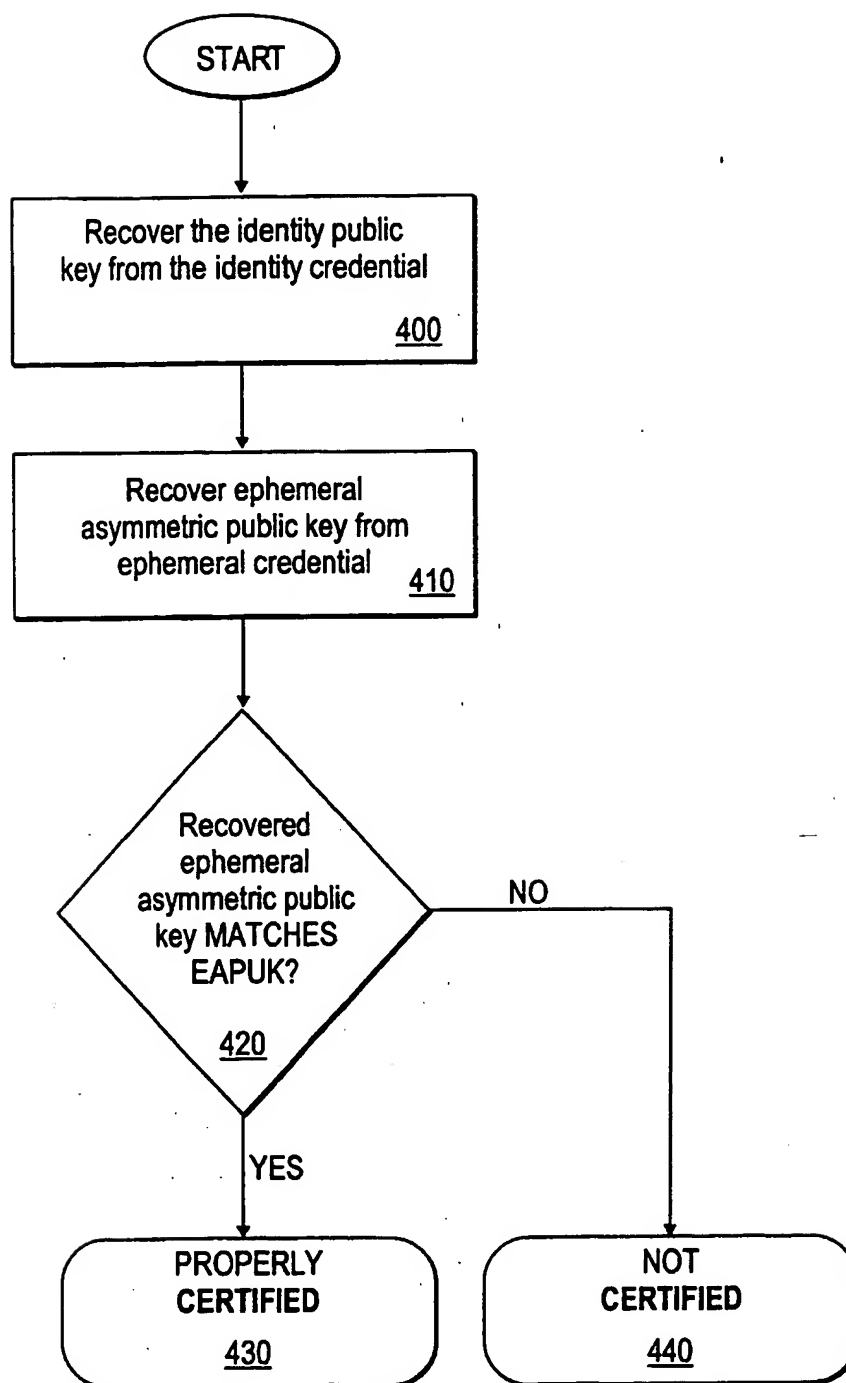 START
Recover the identity public
key from the identity credential
400
Recover ephemeral
asymmetric public key from
ephemeral credential
410
Recovered
ephemeral
asymmetric public
key MATCHES
EAPUK?
420
NO
YES
PROPERLY
CERTIFIED
430
NOT
CERTIFIED
440